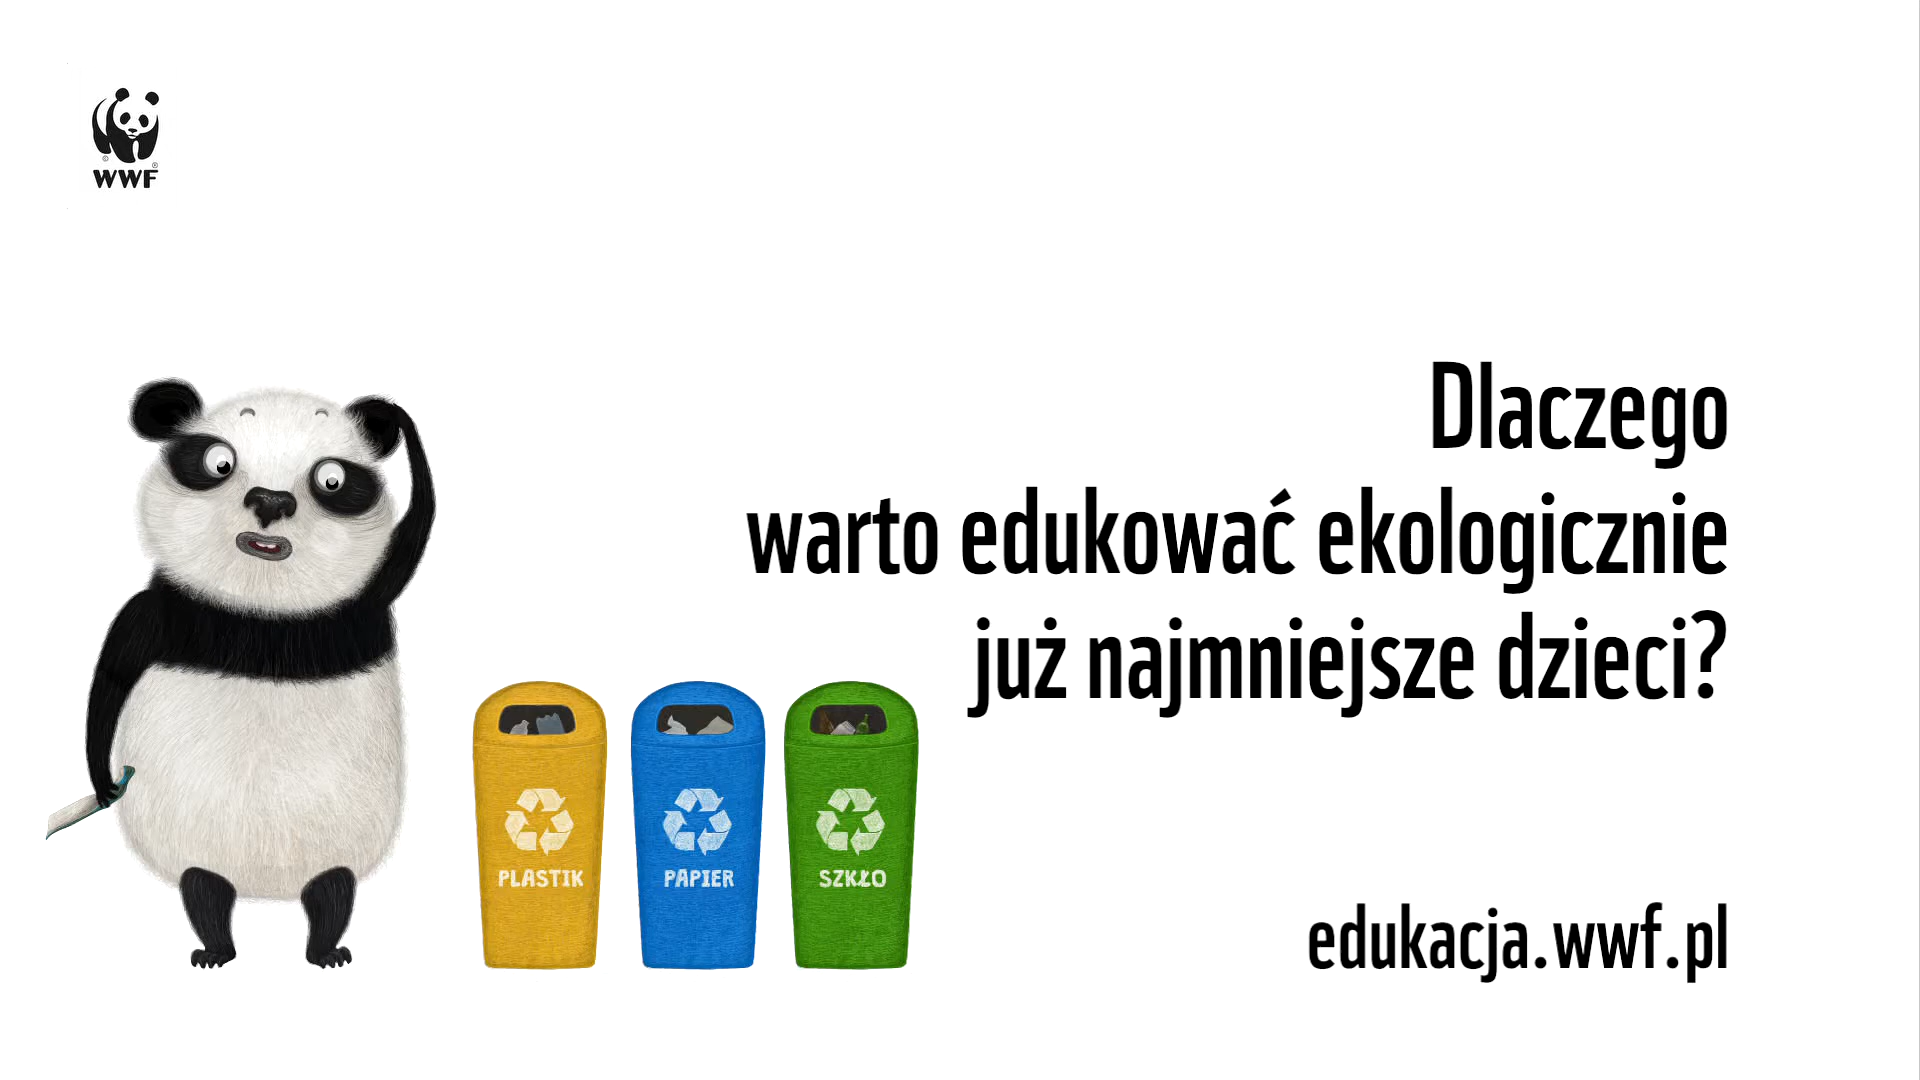 WWF
Dlaczego
warto edukować ekologicznie
już najmniejsze dzieci?
PLASTIK
PAPIER
SZKŁO
edukacja.wwf.pl